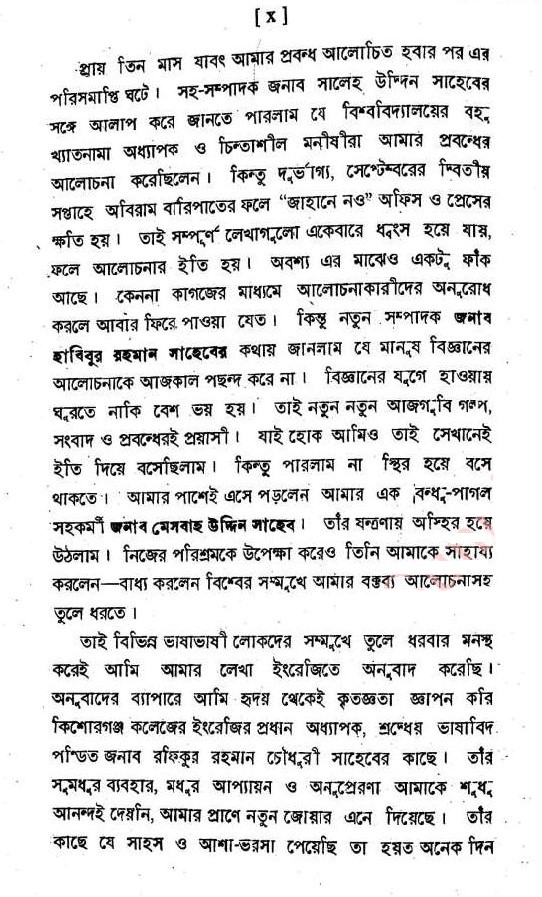 [ x ]
প্রায় তিন মাস যাবৎ আমার প্রবন্ধ আলোচিত হবার পর এর
পরিসমাপ্তি ঘটে। সহ-সম্পাদক জনাব সালেহ উদ্দিন সাহেবের
সঙ্গে আলাপ করে জানতে পারলাম যে বিশ্ববিদ্যালয়ের বহু
খ্যাতনামা অধ্যাপক ও চিন্তাশীল মনীষীরা আমার প্রবন্ধের
আলোচনা করেছিলেন। কিন্তু দুর্ভাগ্য, সেপ্টেম্বরের দ্বিতীয়
সপ্তাহে অবিরাম বারিপাতের ফলে “জাহানে নও” অফিস ও প্রেসের
ক্ষতি হয়। তাই সম্পূর্ণ লেখাগুলো একেবারে ধ্বংস হয়ে যায়,
ফলে আলোচনার ইতি হয়। অবশ্য এর মাঝেও একটু ফাঁক
আছে। কেননা কাগজের মাধ্যমে আলোচনাকারীদের অনুরোধ
করলে আবার ফিরে পাওয়া যেত। কিন্তু নতুন সম্পাদক জনাব
হাবিবুর রহমান সাহেবের কথায় জানলাম যে মানুষ বিজ্ঞানের
আলোচনাকে আজকাল পছন্দ করে না। বিজ্ঞানের যুগে হাওয়ায়
ঘুরতে নাকি বেশ ভয় হয়। তাই নতুন নতুন আজগুবি গল্প,
সংবাদ ও প্রবন্ধেরই প্রয়াসী। যাই হোক আমিও তাই সেখানেই
ইতি দিয়ে বসেছিলাম। কিন্তু পারলাম না স্থির হয়ে বসে
থাকতে। আমার পাশেই এসে পড়লেন আমার এক বন্ধু-পাগল
সহকর্মী জনাব মেসবাহ উদ্দিন সাহেব। তাঁর যন্ত্রণায় অস্থির হয়ে
উঠলাম। নিজের পরিশ্রমকে উপেক্ষা করেও তিনি আমাকে সাহায্য
করলেন—বাধ্য করলেন বিশ্বের সম্মুখে আমার বক্তব্য আলোচনাসহ
তুলে ধরতে।
তাই বিভিন্ন ভাষাভাষী লোকদের সম্মুখে তুলে ধরবার মনস্থ
করেই আমি আমার লেখা ইংরেজিতে অনুবাদ করেছি।
অনুবাদের ব্যাপারে আমি হৃদয় থেকেই কৃতজ্ঞতা জ্ঞাপন করি
কিশোরগঞ্জ কলেজের ইংরেজির প্রধান অধ্যাপক, শ্রদ্ধেয় ভাষাবিদ
পন্ডিত জনাব রফিকুর রহমান চৌধুরী সাহেবের কাছে। তাঁর
সুমধুর ব্যবহার, মধুর আপ্যায়ন ও অনুপ্রেরণা আমাকে শুধু
আনন্দই দেয়নি, আমার প্রাণে নতুন জোয়ার এনে দিয়েছে। তাঁর
কাছে যে সাহস ও আশা-ভরসা পেয়েছি তা হয়ত অনেক দিন